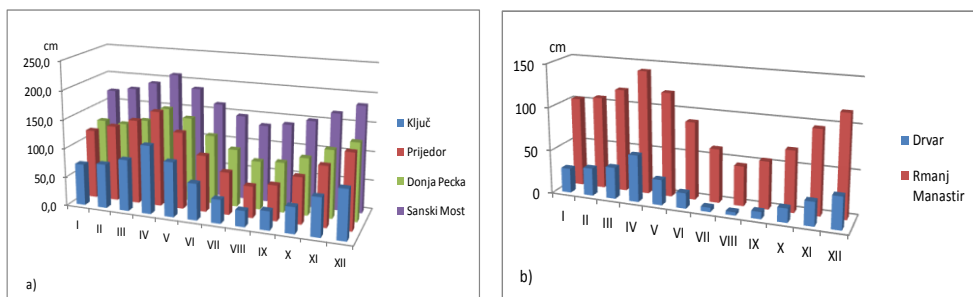 cm
250,0
200,0
150,0
100,0
50,0
0,0
I II III IV V VI VII VIII IX X XI XII
Ključ
Prijedor
Donja Pecka
Sanski Most
a)
cm
150
100
50
0
I II III IV V VI VII VIII IX X XI XII
Drvar
Rmanj
Manastir
b)